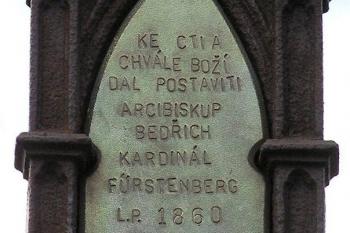 KE CTI A
CHVÁLE BOŽÍ
DAL POSTAVITI
ARCIBISKUP
BEDŘICH
KARDINÁL
FÜRSTENBERG
L.P. 1860